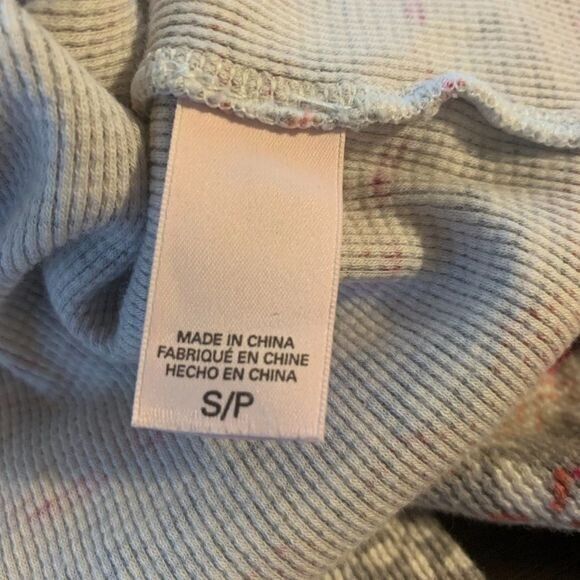 MADE IN CHINA
FABRIQUÉ EN CHINE
HECHO EN CHINA
S/P